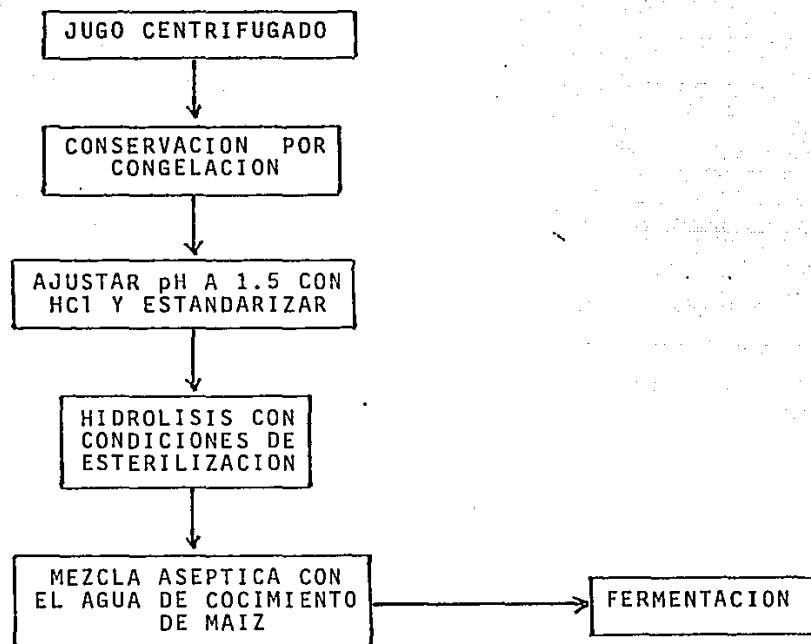 JUGO CENTRIFUGADO
CONSERVACION POR
CONGELACION
AJUSTAR pH A 1.5 CON
HCl Y ESTANDARIZAR
HIDROLISIS CON
CONDICIONES DE
ESTERILIZACION
MEZCLA ASEPTICA CON
EL AGUA DE COCIMIENTO
DE MAIZ
FERMENTACION